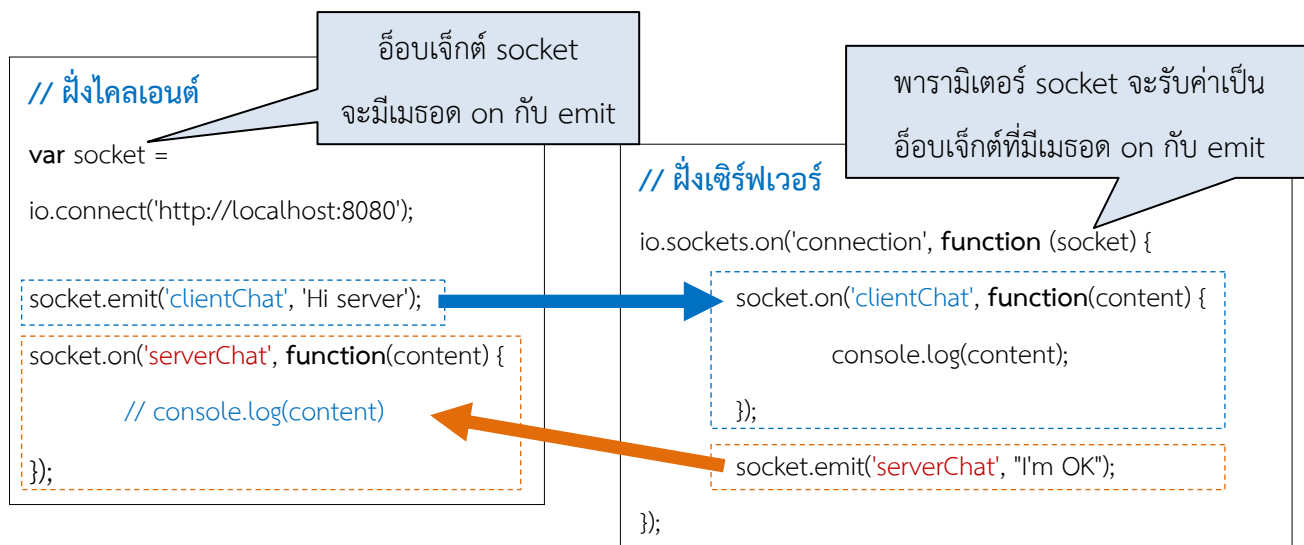 อ็อบเจ็กต์ socket
จะมีเมธอด on กับ emit
// ฝั่งไคลเอนต์
var socket =
io.connect('http://localhost:8080');
socket.emit('clientChat', 'Hi server');
socket.on('serverChat', function(content) {
// console.log(content)
});
พารามิเตอร์ socket จะรับค่าเป็น
อ็อบเจ็กต์ที่มีเมธอด on กับ emit
// ฝั่งเซิร์ฟเวอร์
io.sockets.on('connection', function (socket) {
socket.on('clientChat', function(content) {
console.log(content);
});
socket.emit('serverChat', "I'm OK");
});